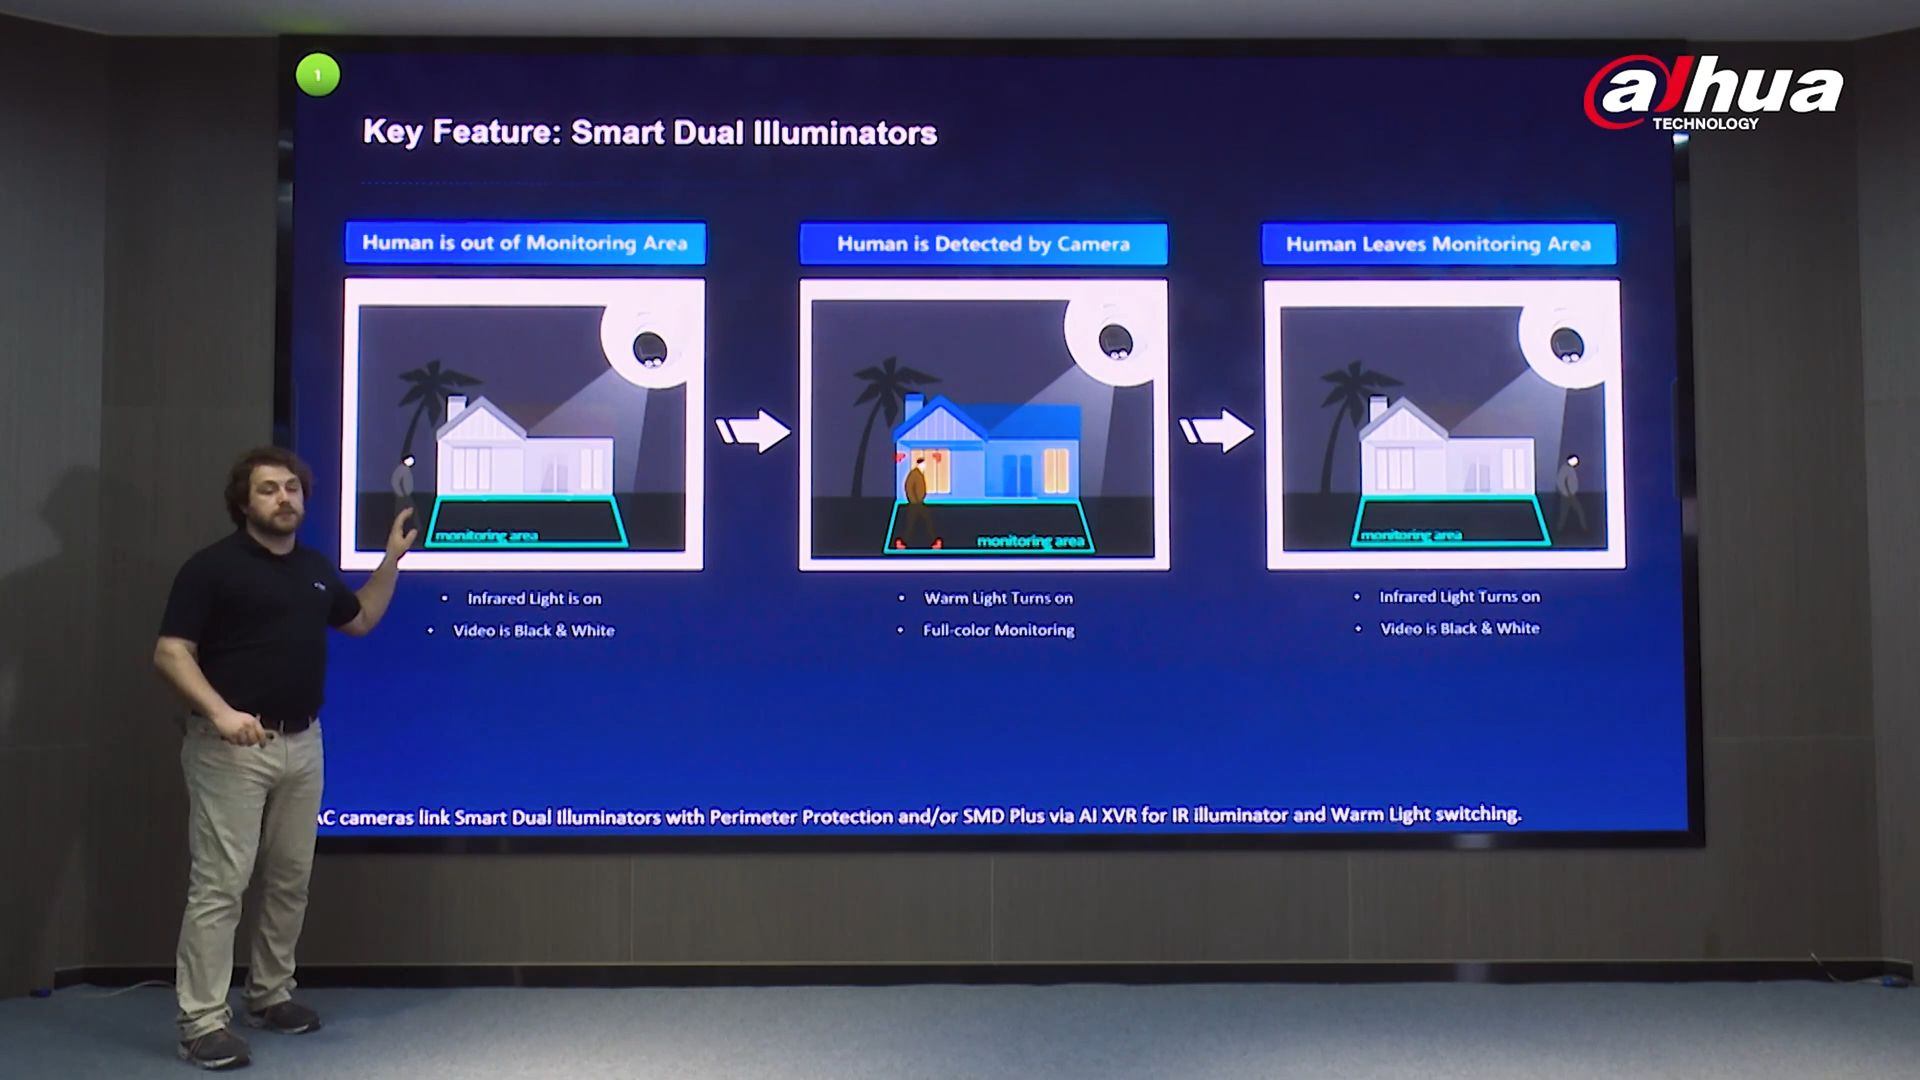 1
alhua
TECHNOLOGY
Key Feature: Smart Dual Illuminators
Human is out of Monitoring Area
Human is Detected by Camera
Human Leaves Monitoring Area
monitoring area
monitoring area
monitoring area
• Infrared Light is on
• Video is Black & White
• Warm Light Turns on
• Full-color Monitoring
• Infrared Light Turns on
• Video is Black & White
cameras link Smart Dual Illuminators with Perimeter Protection and/or SMD Plus via AI XVR for IR illuminator and Warm Light switching.